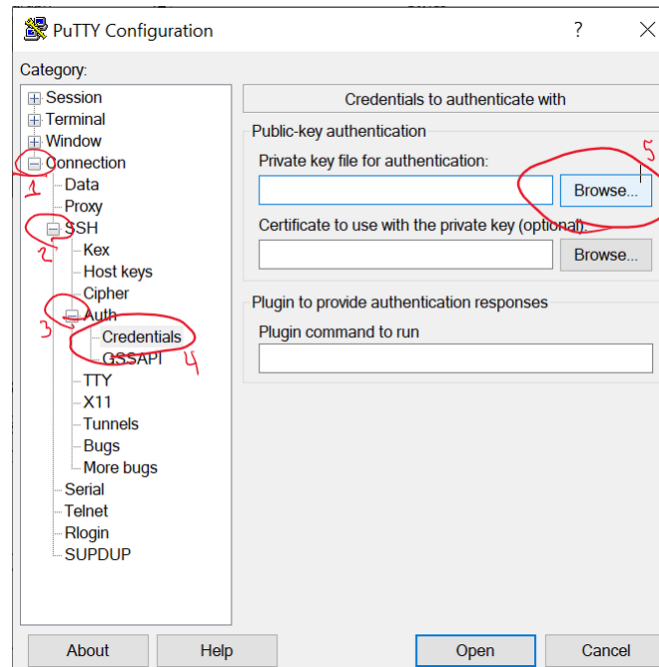 PuTTY Configuration
?
Category:
Session
Terminal
Window
Connection
1
Data
Proxy
SSH
2
Kex
Host keys
Cipher
Auth
3
Credentials
GSSAPI
4
TTY
X11
Tunnels
Bugs
More bugs
Serial
Telnet
Rlogin
SUPDUP
Credentials to authenticate with
Public-key authentication
5
Private key file for authentication:
Browse...
Certificate to use with the private key (optional):
Browse...
Plugin to provide authentication responses
Plugin command to run
About
Help
Open
Cancel